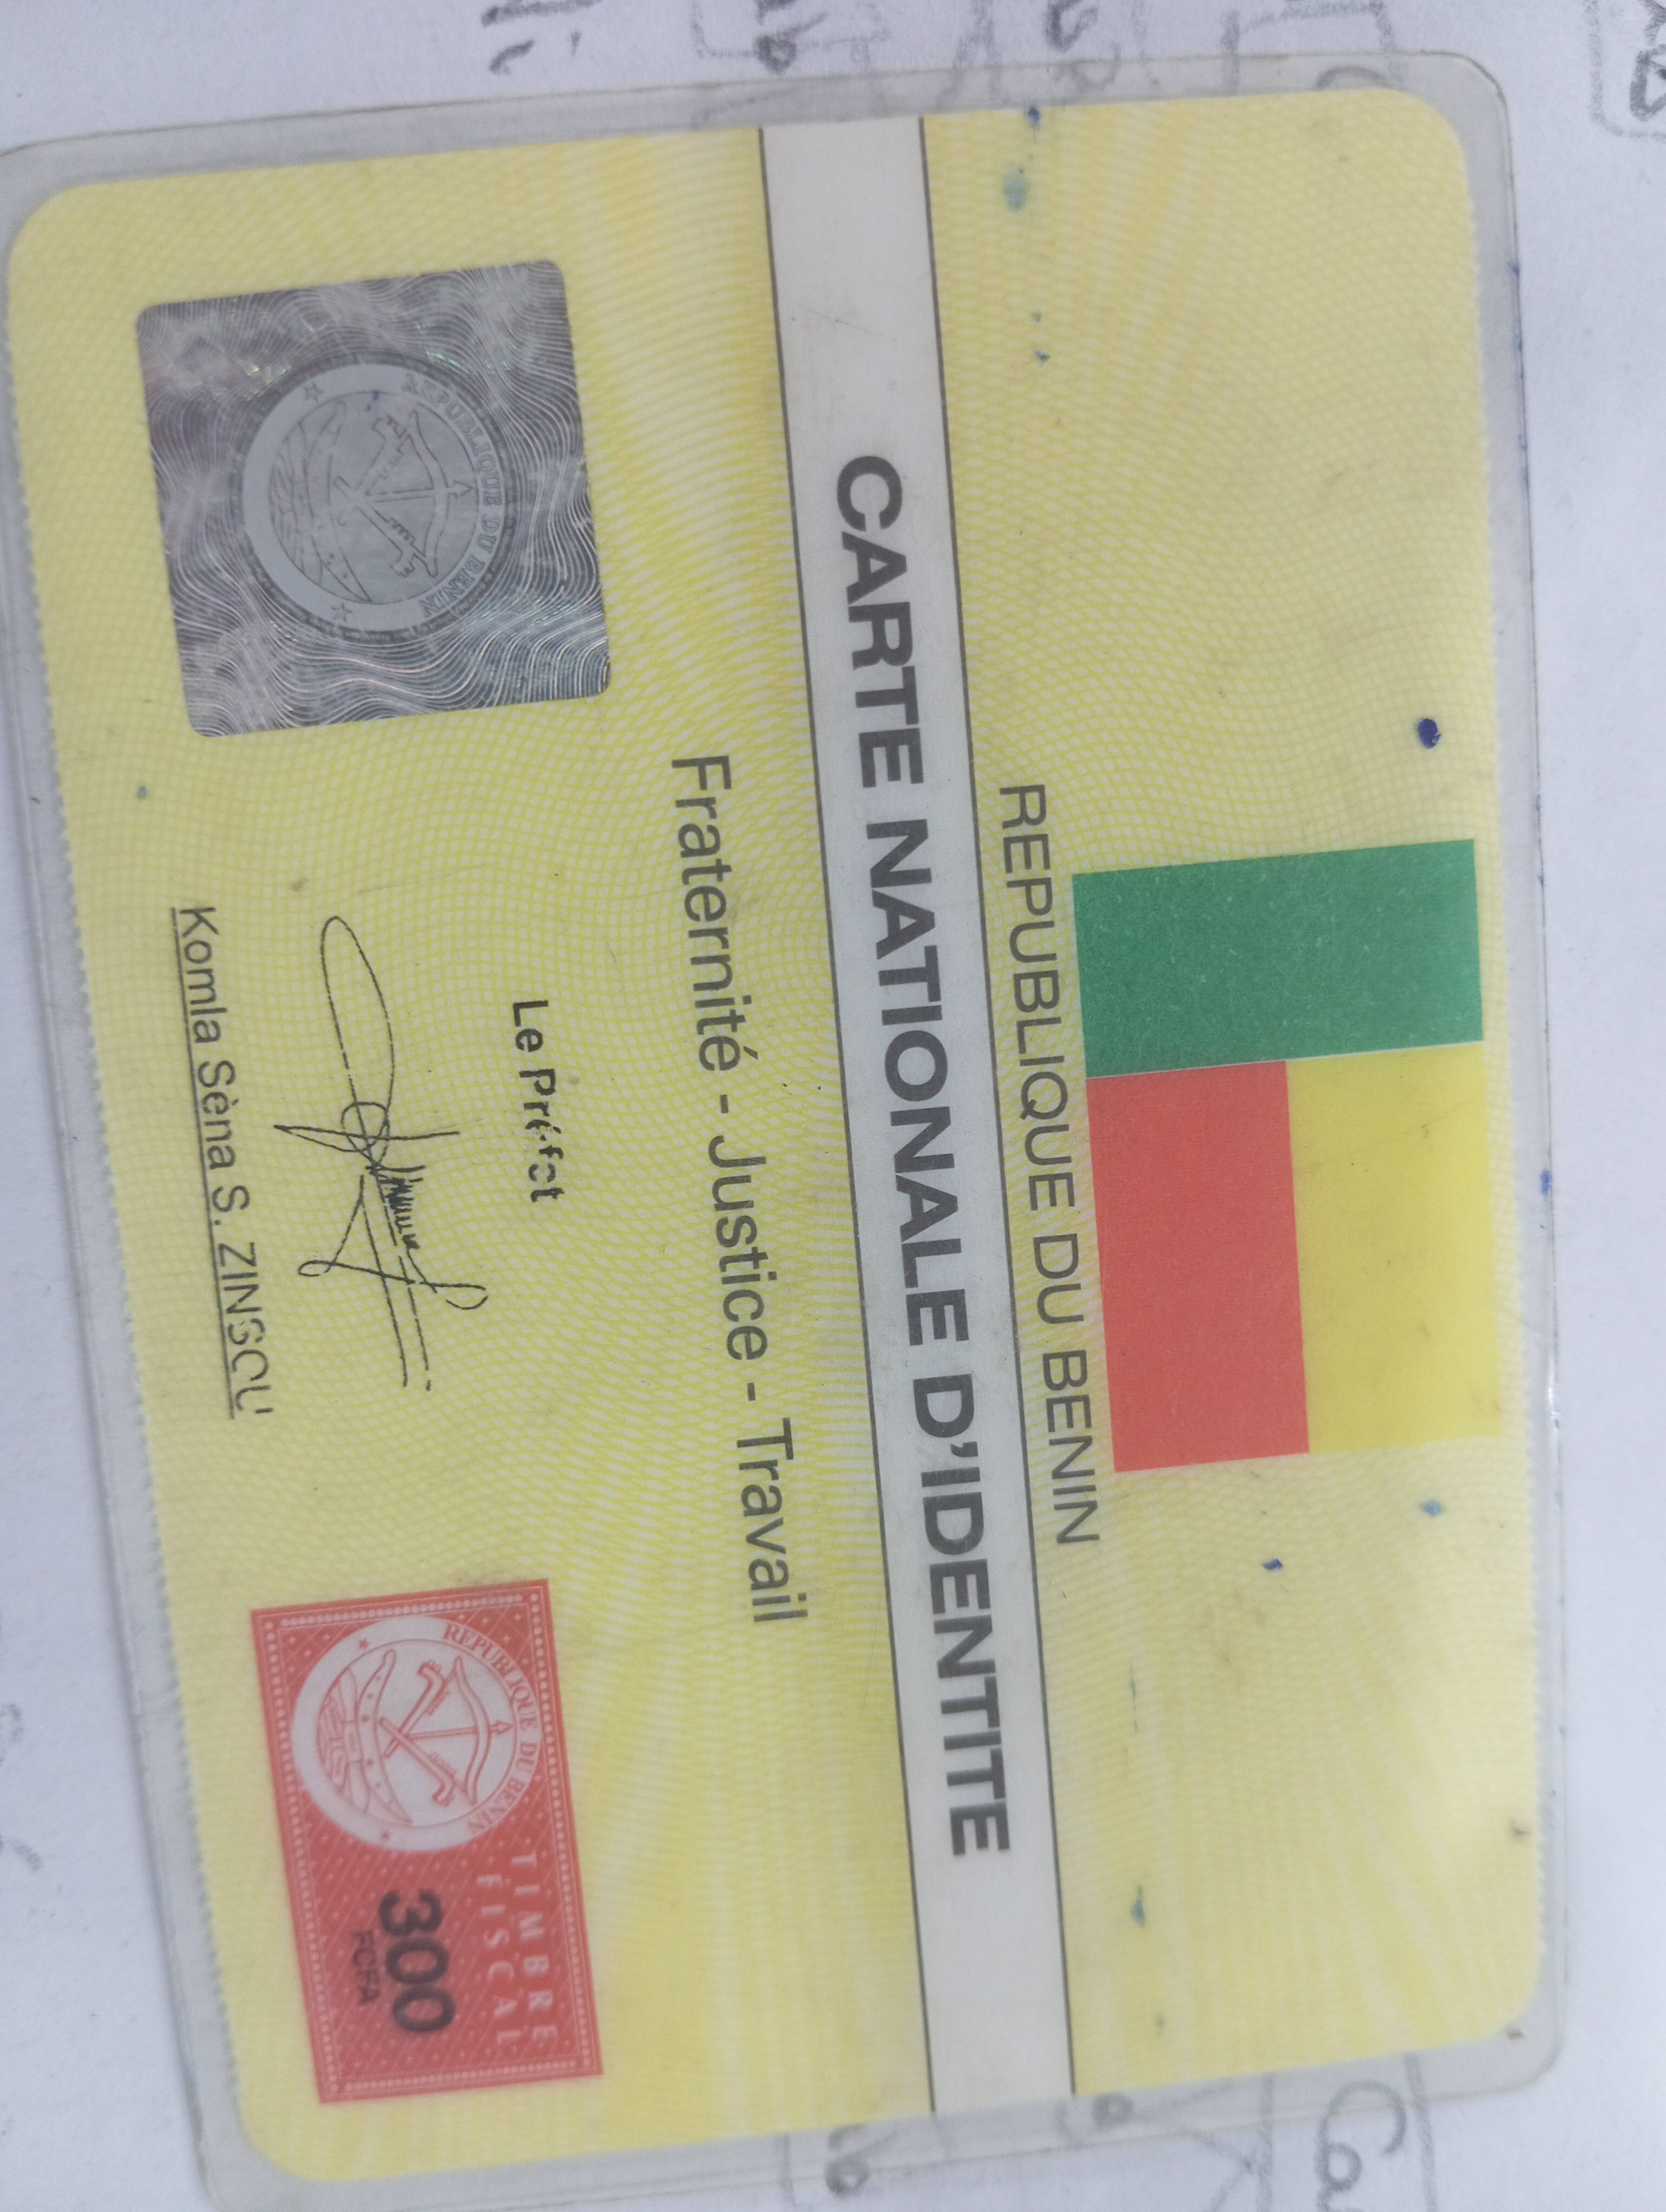 REPUBLIQUE DU BENIN
CARTE NATIONALE D'IDENTITE
Fraternité - Justice - Travail
REPUBLIQUE DU BENIN
Le Préfet
Komla Sèna S. ZINSOU
REPUBLIQUE DU BENIN
TIMBRE
FISCAL
300
FCFA